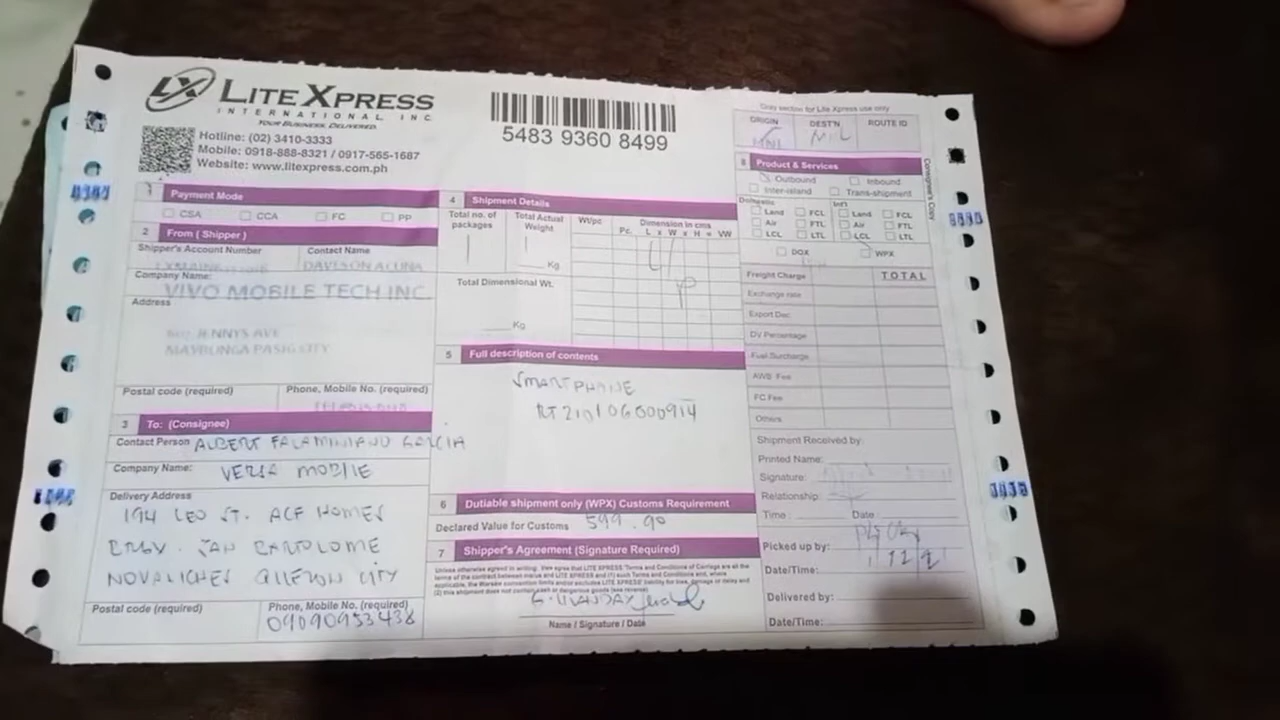 LITE XPRESS
INTERNATIONAL INC.
YOUR BUSINESS, DELIVERED.
Hotline: (02) 3410-3333
Mobile: 0918-888-8321 / 0917-565-1687
Website: www.litexpress.com.ph
5483 9360 8499
Only section for Lite Xpress use only
ORIGIN DEST'N ROUTE ID
MNL MNL
Consignee's Copy
1 Payment Mode
CSA CCA FC PP
2 From ( Shipper )
Shipper's Account Number Contact Name
DAVISON ACUNA
Company Name:
VIVO MOBILE TECH INC.
Address
JENNYS AVE
MAYBUNGA PASIG CITY
Postal code (required) Phone, Mobile No. (required)
3 To: (Consignee)
Contact Person ALBERT GARCIA
Company Name: VERSA MOBILE
Delivery Address
194 LEO ST. ACF HOMES
BRGY. SAN BARTOLOME
NOVALICHES QUEZON CITY
Postal code (required) Phone, Mobile No. (required)
09090953438
4 Shipment Details
Total no. of packages Total Actual Weight Wt/pc Pc. Dimension in cms
L x W x H = VW
1 1 Kg
Total Dimensional Wt.
Kg
5 Full description of contents
SMARTPHONE
RT210106000914
6 Dutiable shipment only (WPX) Customs Requirement
Declared Value for Customs 599.90
7 Shipper's Agreement (Signature Required)
Name / Signature / Date
8 Product & Services
Outbound Inbound
Inter-island Trans-shipment
Domestic Int'l
Land FCL Land FCL
Air FTL Air FTL
LCL LTL LCL LTL
DOX WPX
Freight Charge TOTAL
Exchange rate
Export Dec
DV Percentage
Fuel Surcharge
AWB Fee
FC Fee
Others
Shipment Received by:
Printed Name:
Signature:
Relationship:
Time: Date
Picked up by:
Date/Time:
Delivered by:
Date/Time: